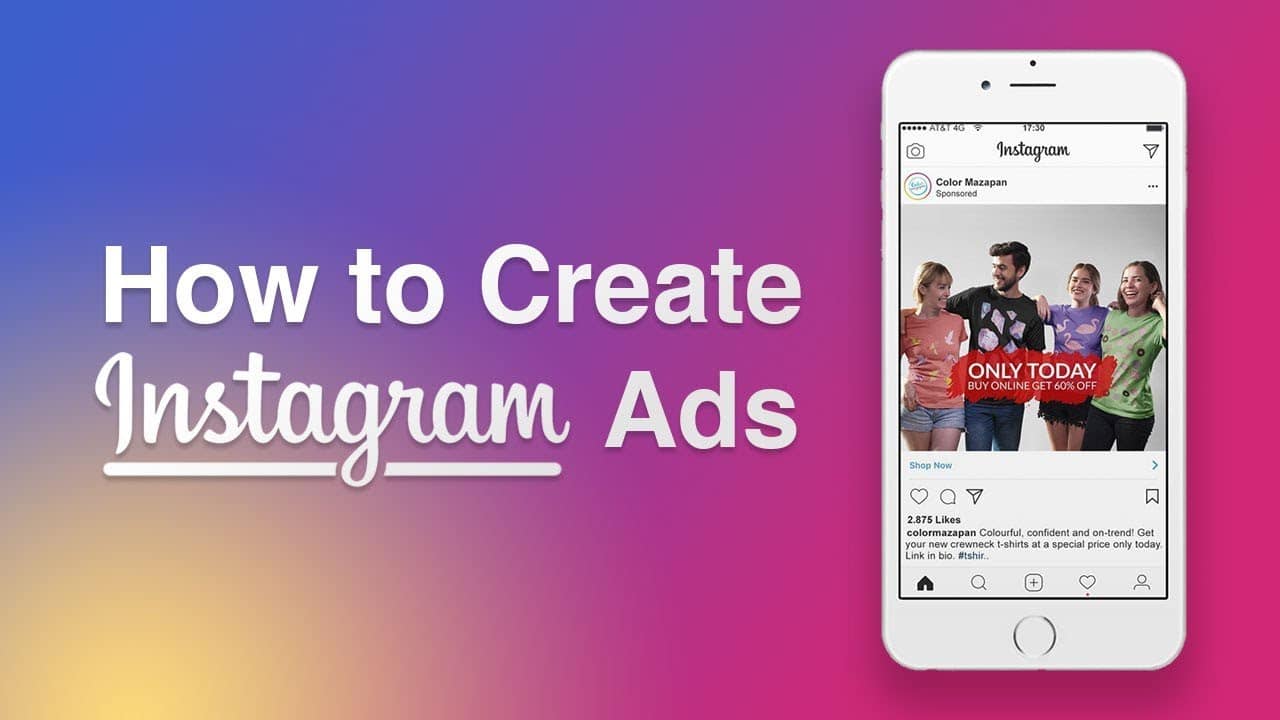 How to Create
Instagram Ads
AT&T 4G 17:30
Instagram
Color Mazapan
Sponsored
ONLY TODAY
BUY ONLINE GET 60% OFF
Shop Now
2.875 Likes
colormazapan Colourful, confident and on-trend! Get
your new crewneck t-shirts at a special price only today.
Link in bio. #tshir..